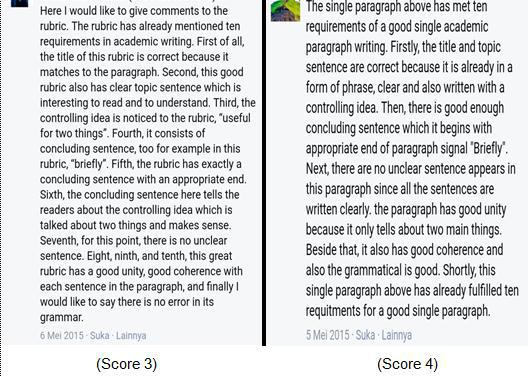 Here I would like to give comments to the
rubric. The rubric has already mentioned ten
requirements in academic writing. First of all,
the title of this rubric is correct because it
matches to the paragraph. Second, this good
rubric also has clear topic sentence which is
interesting to read and to understand. Third, the
controlling idea is noticed to the rubric, "useful
for two things". Fourth, it consists of
concluding sentence, too for example in this
rubric, "briefly". Fifth, the rubric has exactly a
concluding sentence with an appropriate end.
Sixth, the concluding sentence here tells the
readers about the controlling idea which is
talked about two things and makes sense.
Seventh, for this point, there is no unclear
sentence. Eight, ninth, and tenth, this great
rubric has a good unity, good coherence with
each sentence in the paragraph, and finally I
would like to say there is no error in its
grammar.
6 Mei 2015 · Suka · Lainnya
(Score 3)
The single paragraph above has met ten
requirements of a good single academic
paragraph writing. Firstly, the title and topic
sentence are correct because it is already in a
form of phrase, clear and also written with a
controlling idea. Then, there is good enough
concluding sentence which it begins with
appropriate end of paragraph signal "Briefly".
Next, there are no unclear sentence appears in
this paragraph since all the sentences are
written clearly. the paragraph has good unity
because it only tells about two main things.
Beside that, it also has good coherence and
also the grammatical is good. Shortly, this
single paragraph above has already fulfilled ten
requitments for a good single paragraph.
5 Mei 2015 · Suka · Lainnya
(Score 4)